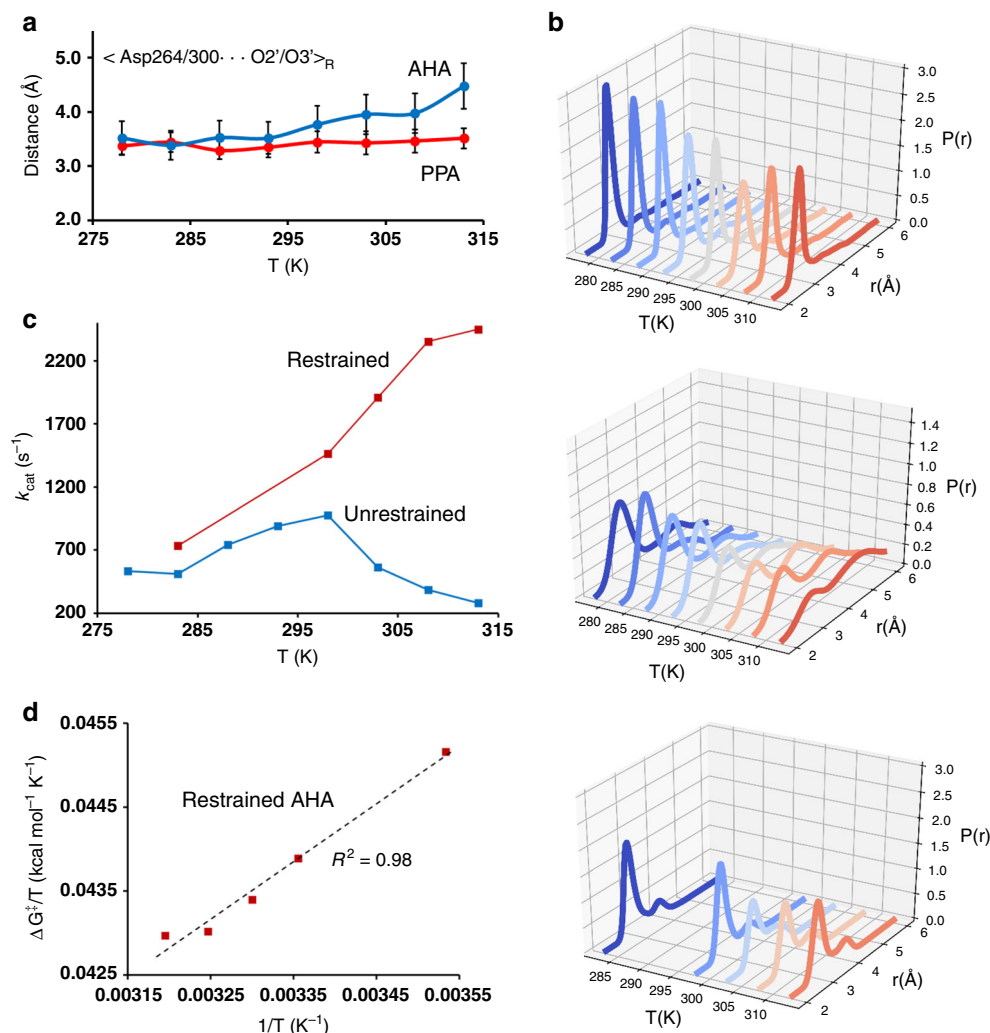 a
< Asp264/300 · · · O2'/O3'>R
AHA
PPA
Distance (Å)
5.0
4.0
3.0
2.0
275 285 295 305 315
T (K)
b
P(r)
3.0
2.5
2.0
1.5
1.0
0.5
0.0
280 285 290 295 300 305 310
T(K)
2 3 4 5 6
r(Å)
c
Restrained
Unrestrained
kcat (s−1)
2200
1700
1200
700
200
275 285 295 305 315
T (K)
P(r)
1.4
1.2
1.0
0.8
0.6
0.4
0.2
0.0
280 285 290 295 300 305 310
T(K)
2 3 4 5 6
r(Å)
d
Restrained AHA
R2 = 0.98
ΔG‡/T (kcal mol−1 K−1)
0.0455
0.0445
0.0435
0.0425
0.00315 0.00325 0.00335 0.00345 0.00355
1/T (K−1)
P(r)
3.0
2.5
2.0
1.5
1.0
0.5
0.0
285 290 295 300 305 310
T(K)
2 3 4 5 6
r(Å)